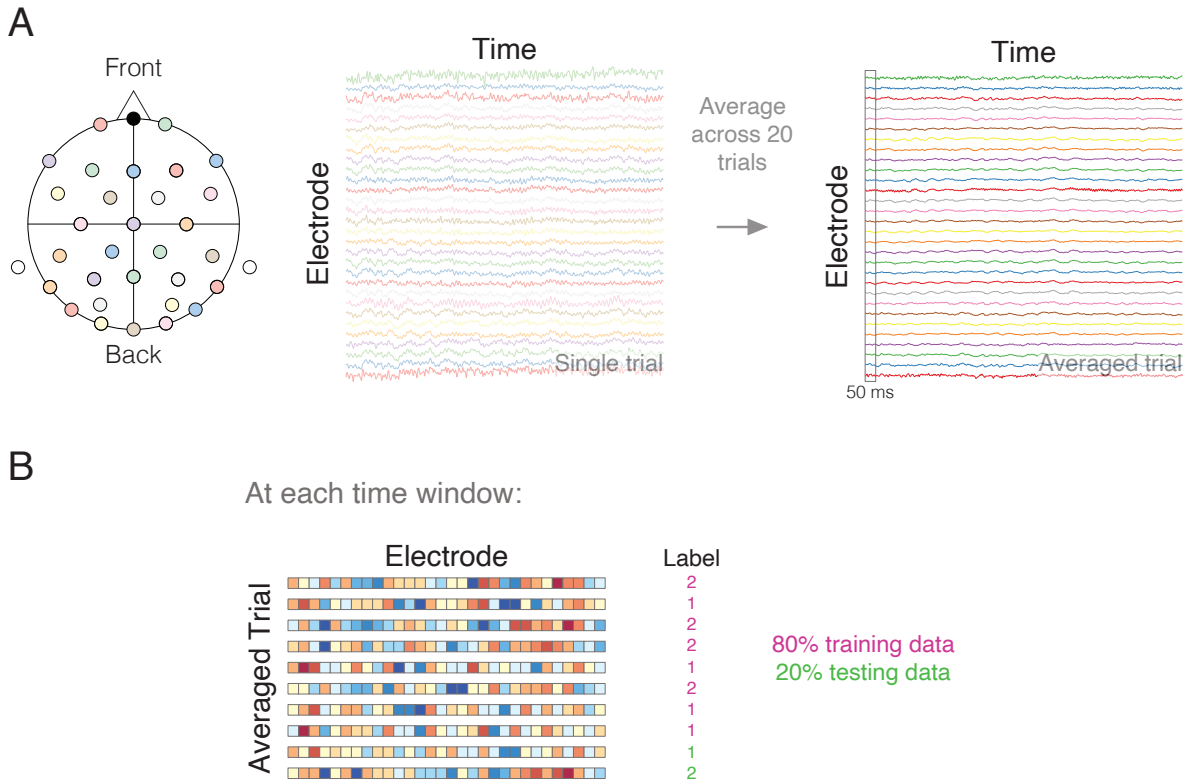 A
Front
Back
Time
Electrode
Single trial
Average
across 20
trials
Time
Electrode
Averaged trial
50 ms
B
At each time window:
Electrode
Label
Averaged Trial
2
1
2
2
1
2
1
1
1
2
80% training data
20% testing data